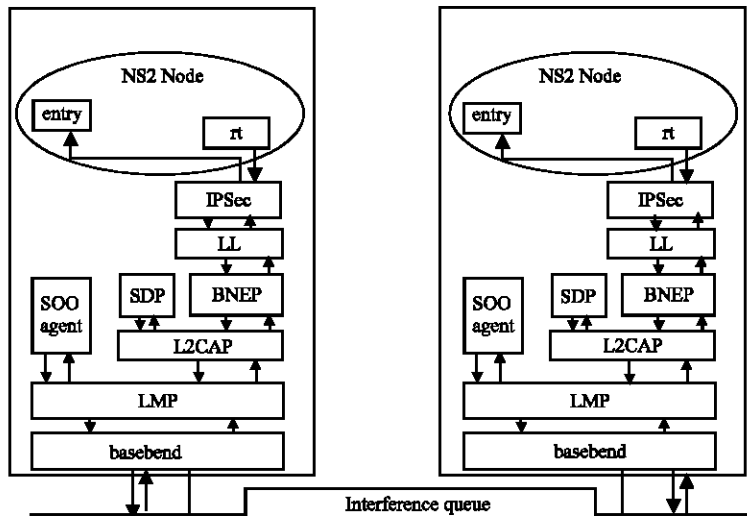 NS2 Node
entry
rt
IPSec
LL
SOO
agent
SDP
BNEP
L2CAP
LMP
basebend
NS2 Node
entry
rt
IPSec
LL
SOO
agent
SDP
BNEP
L2CAP
LMP
basebend
Interference queue